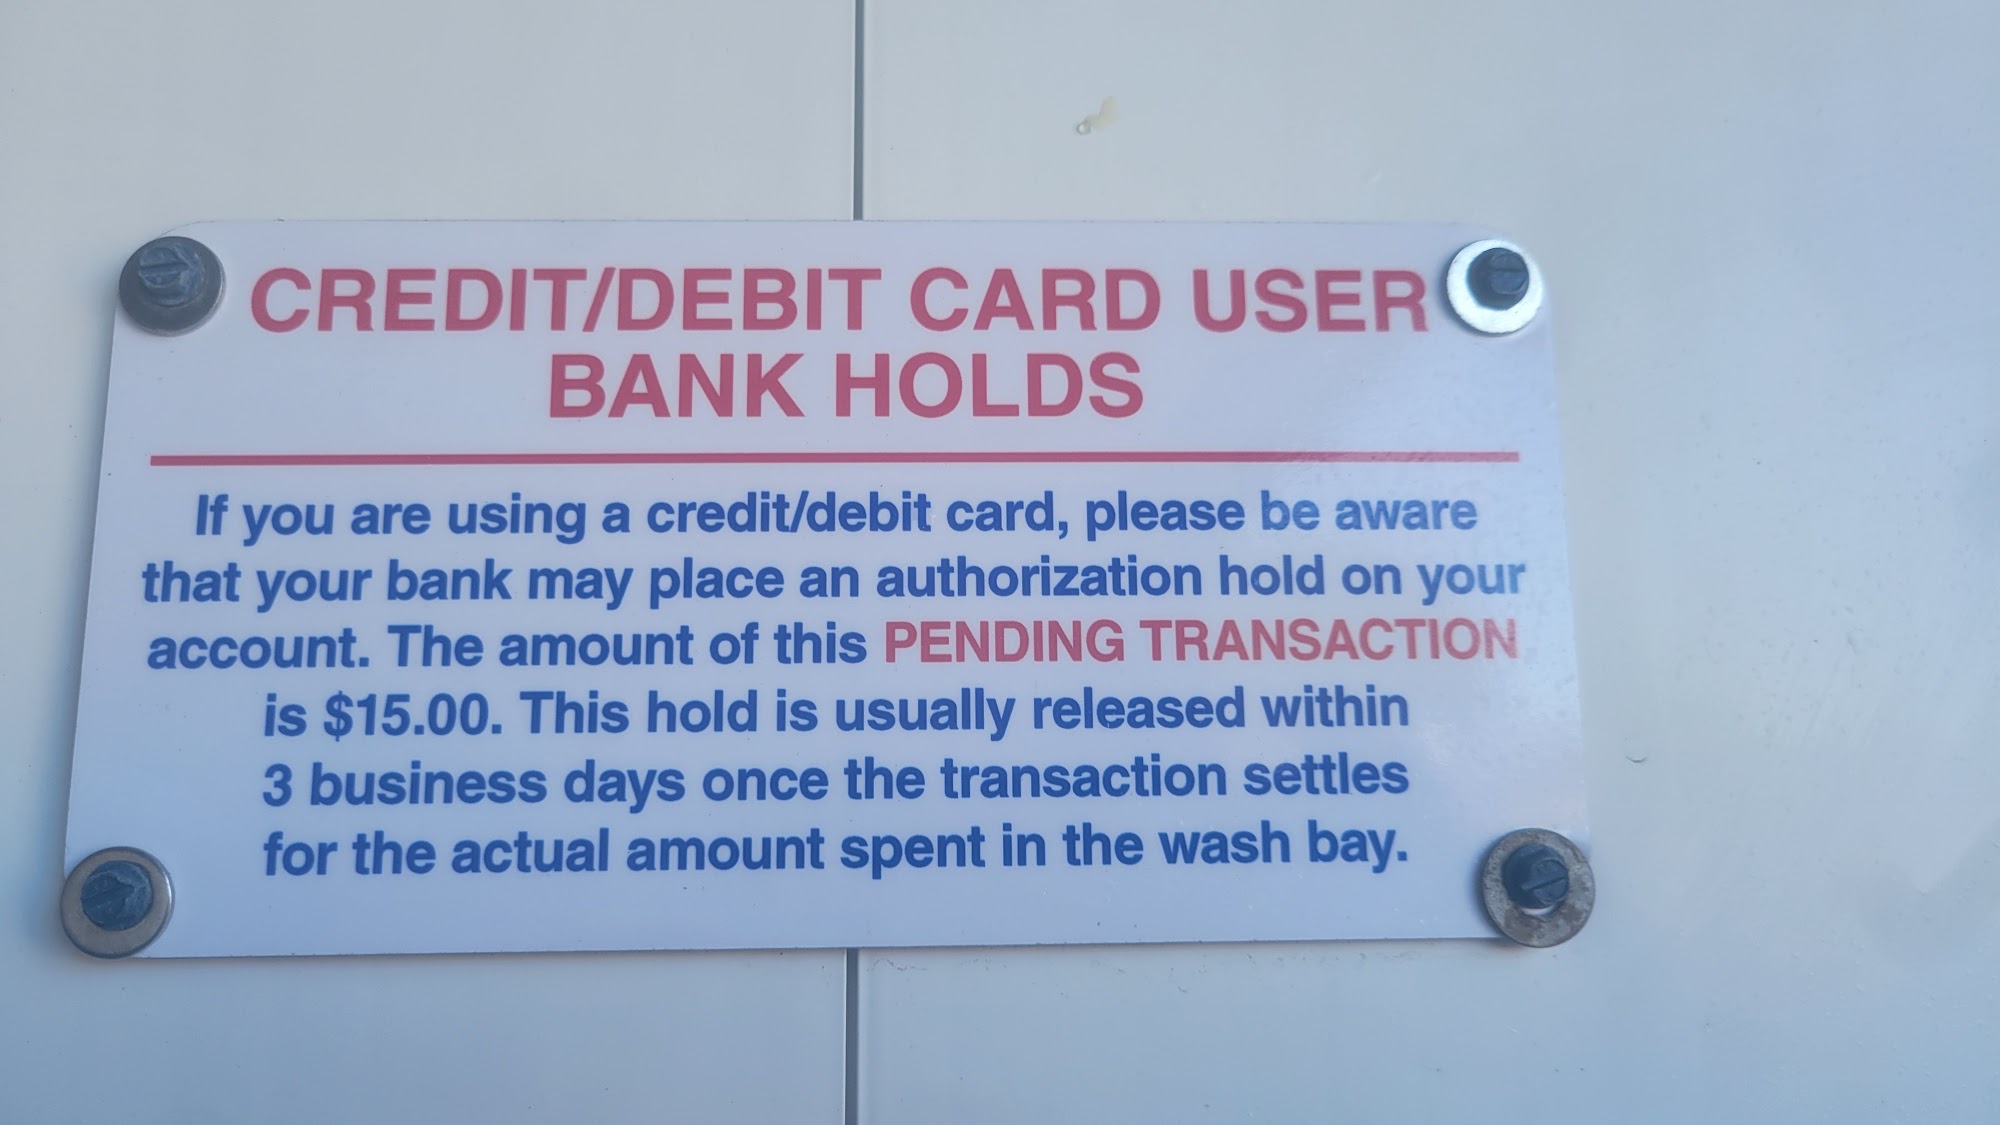 CREDIT/DEBIT CARD USER
BANK HOLDS
If you are using a credit/debit card, please be aware
that your bank may place an authorization hold on your
account. The amount of this PENDING TRANSACTION
is $15.00. This hold is usually released within
3 business days once the transaction settles
for the actual amount spent in the wash bay.